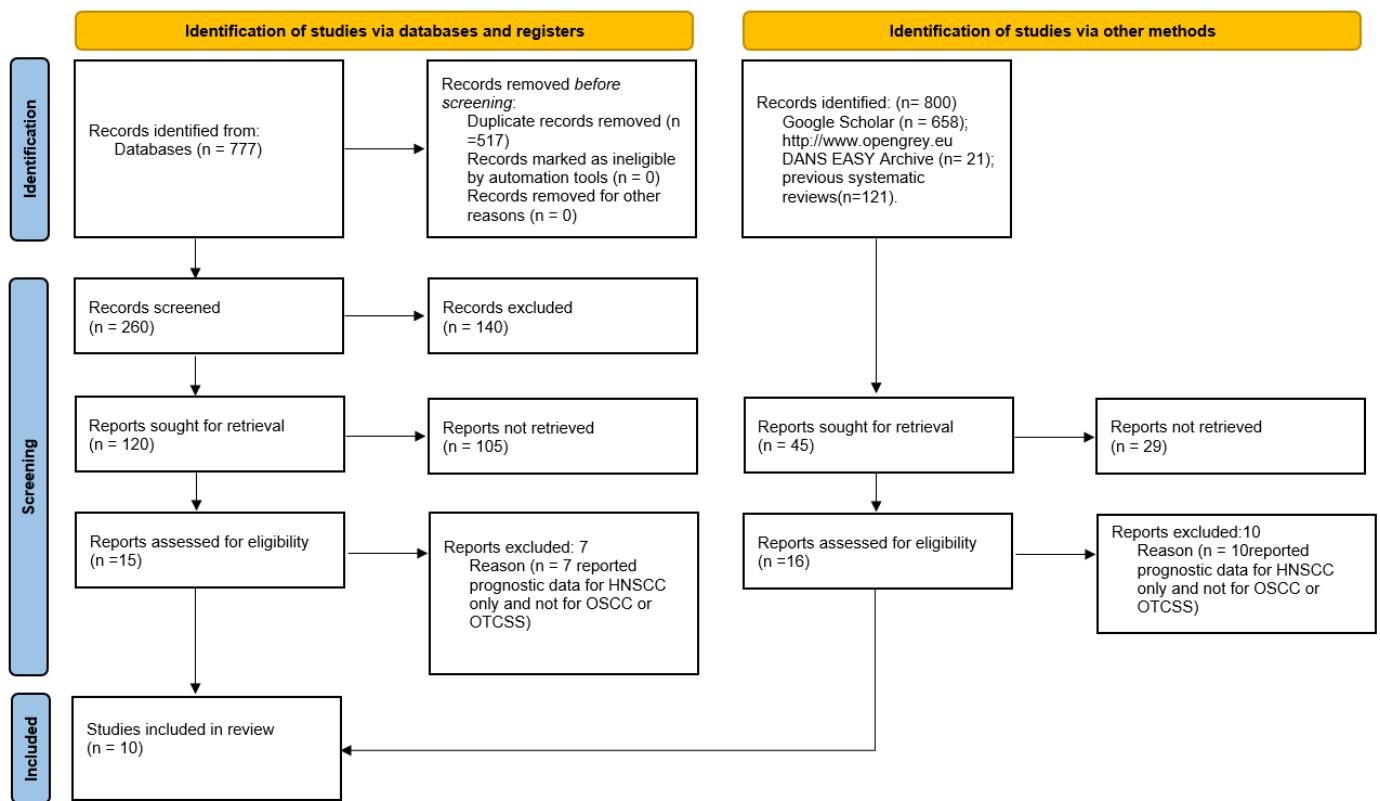 Identification of studies via databases and registers
Identification of studies via other methods
Identification
Records identified from:
Databases (n = 777)
Records removed before
screening:
Duplicate records removed (n
=517)
Records marked as ineligible
by automation tools (n = 0)
Records removed for other
reasons (n = 0)
Records identified: (n= 800)
Google Scholar (n = 658);
http://www.opengrey.eu
DANS EASY Archive (n= 21);
previous systematic
reviews(n=121).
Screening
Records screened
(n = 260)
Records excluded
(n = 140)
Reports sought for retrieval
(n = 120)
Reports not retrieved
(n = 105)
Reports sought for retrieval
(n = 45)
Reports not retrieved
(n = 29)
Reports assessed for eligibility
(n =15)
Reports excluded: 7
Reason (n = 7 reported
prognostic data for HNSCC
only and not for OSCC or
OTCSS)
Reports assessed for eligibility
(n =16)
Reports excluded:10
Reason (n = 10reported
prognostic data for HNSCC
only and not for OSCC or
OTCSS)
Included
Studies included in review
(n = 10)